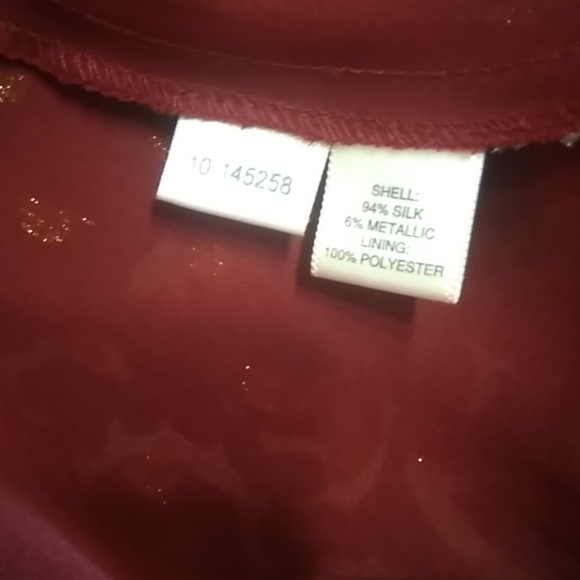 10 145258
SHELL:
94% SILK
6% METALLIC
LINING:
100% POLYESTER